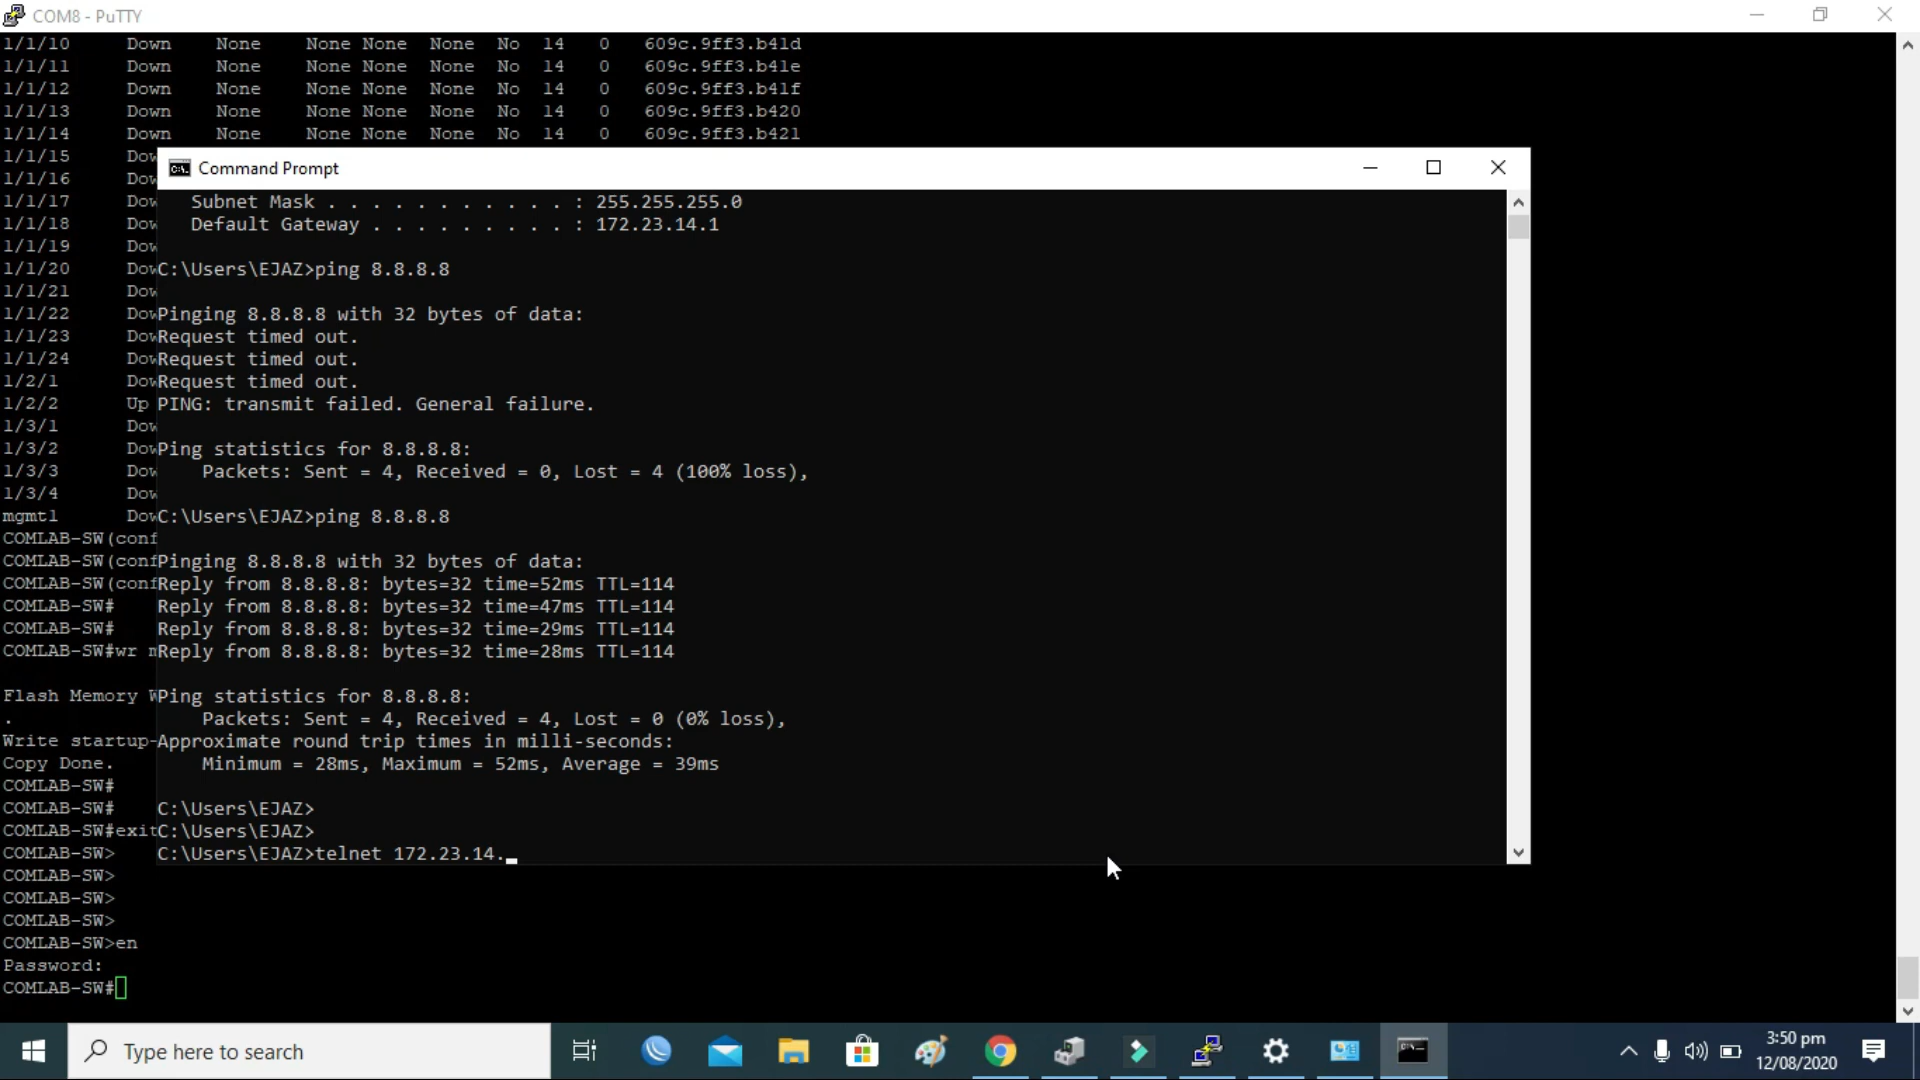 COM8 - PuTTY
1/1/10 Down None None None None No 14 0 609c.9ff3.b41d
1/1/11 Down None None None None No 14 0 609c.9ff3.b41e
1/1/12 Down None None None None No 14 0 609c.9ff3.b41f
1/1/13 Down None None None None No 14 0 609c.9ff3.b420
1/1/14 Down None None None None No 14 0 609c.9ff3.b421
1/1/15 Dow
1/1/16 Dow
1/1/17 Dow
1/1/18 Dow
1/1/19 Dow
1/1/20 Dow
1/1/21 Dow
1/1/22 Dow
1/1/23 Dow
1/1/24 Dow
1/2/1 Dow
1/2/2 Up
1/3/1 Dow
1/3/2 Dow
1/3/3 Dow
1/3/4 Dow
mgmt1 Dow
COMLAB-SW(conf
COMLAB-SW(conf
COMLAB-SW(conf
COMLAB-SW#
COMLAB-SW#
COMLAB-SW#wr m
Flash Memory W
.
Write startup-
Copy Done.
COMLAB-SW#
COMLAB-SW#
COMLAB-SW#exit
COMLAB-SW>
COMLAB-SW>
COMLAB-SW>
COMLAB-SW>
COMLAB-SW>en
Password:
COMLAB-SW#
Command Prompt
Subnet Mask . . . . . . . . . . . : 255.255.255.0
Default Gateway . . . . . . . . . : 172.23.14.1
C:\Users\EJAZ>ping 8.8.8.8
Pinging 8.8.8.8 with 32 bytes of data:
Request timed out.
Request timed out.
Request timed out.
PING: transmit failed. General failure.
Ping statistics for 8.8.8.8:
Packets: Sent = 4, Received = 0, Lost = 4 (100% loss),
C:\Users\EJAZ>ping 8.8.8.8
Pinging 8.8.8.8 with 32 bytes of data:
Reply from 8.8.8.8: bytes=32 time=52ms TTL=114
Reply from 8.8.8.8: bytes=32 time=47ms TTL=114
Reply from 8.8.8.8: bytes=32 time=29ms TTL=114
Reply from 8.8.8.8: bytes=32 time=28ms TTL=114
Ping statistics for 8.8.8.8:
Packets: Sent = 4, Received = 4, Lost = 0 (0% loss),
Approximate round trip times in milli-seconds:
Minimum = 28ms, Maximum = 52ms, Average = 39ms
C:\Users\EJAZ>
C:\Users\EJAZ>
C:\Users\EJAZ>telnet 172.23.14._
Type here to search
3:50 pm
12/08/2020